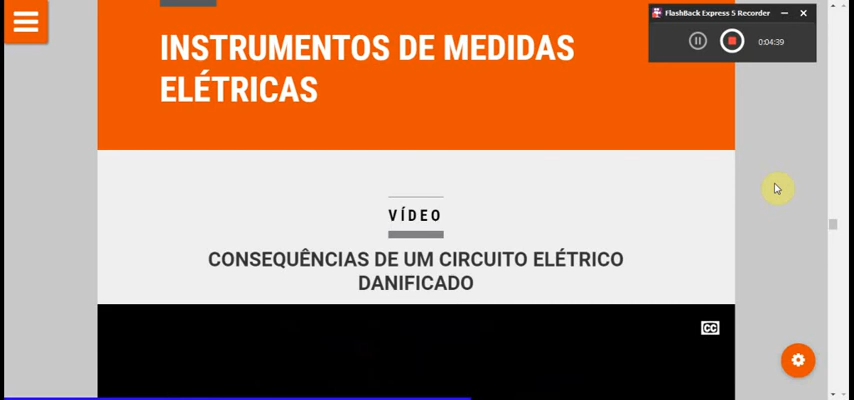 FlashBack Express 5 Recorder
0:04:39
INSTRUMENTOS DE MEDIDAS
ELÉTRICAS
VÍDEO
CONSEQUÊNCIAS DE UM CIRCUITO ELÉTRICO
DANIFICADO
CC